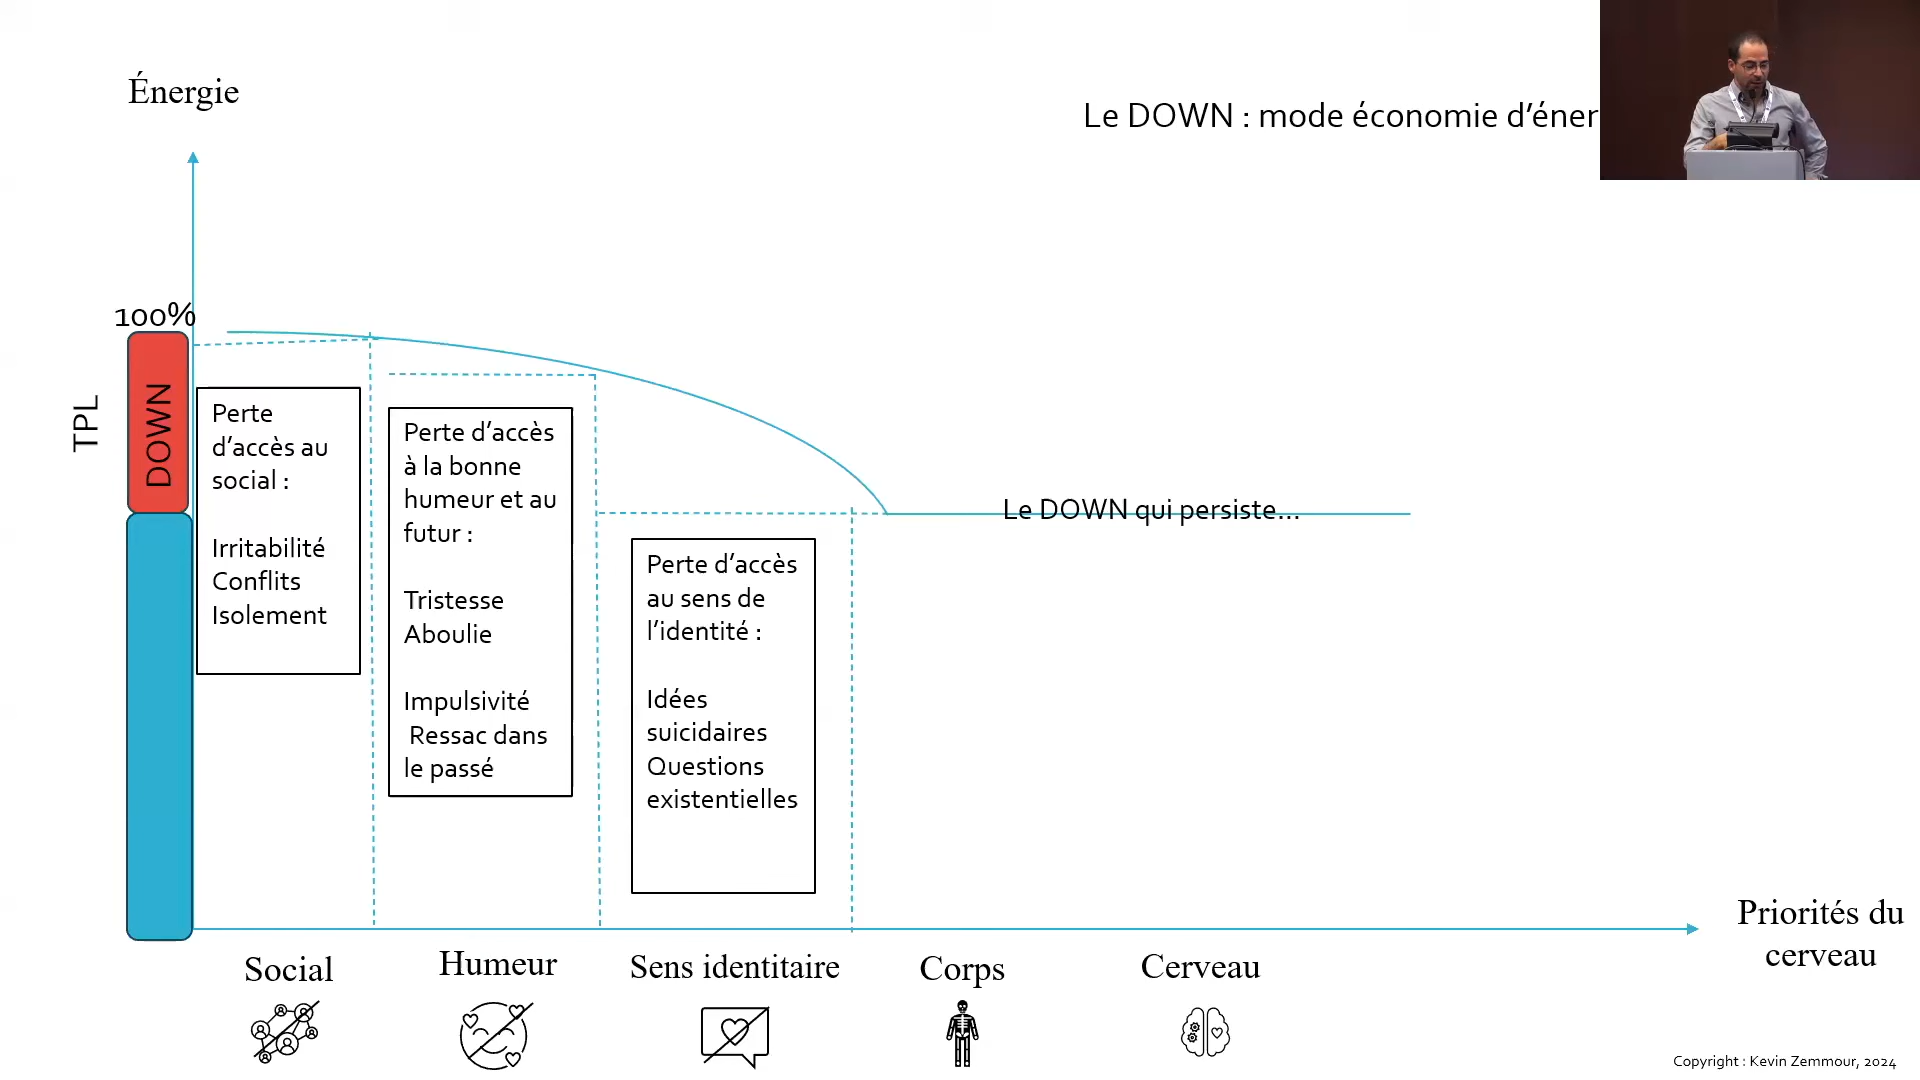 Énergie
Le DOWN : mode économie d'éner
100%
TPL
DOWN
Perte
d'accès au
social :
Irritabilité
Conflits
Isolement
Perte d'accès
à la bonne
humeur et au
futur :
Tristesse
Aboulie
Impulsivité
Ressac dans
le passé
Perte d'accès
au sens de
l'identité :
Idées
suicidaires
Questions
existentielles
Le DOWN qui persiste...
Priorités du
cerveau
Social
Humeur
Sens identitaire
Corps
Cerveau
Copyright : Kevin Zemmour, 2024